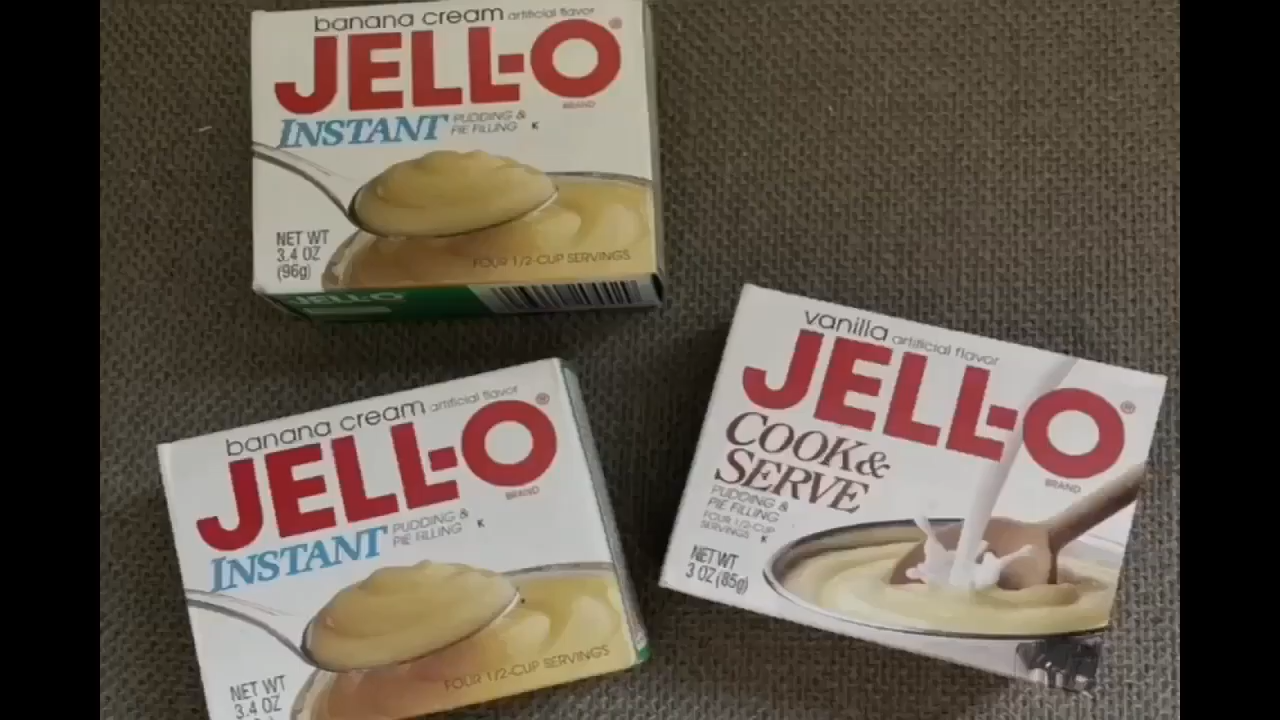 banana cream artificial flavor
JELL-O®
BRAND
INSTANT PUDDING &
PIE FILLING K
NET WT
3.4 OZ
(96g)
FOUR 1/2-CUP SERVINGS
JELL-O
banana cream artificial flavor
JELL-O®
BRAND
INSTANT PUDDING &
PIE FILLING K
NET WT
3.4 OZ
FOUR 1/2-CUP SERVINGS
vanilla artificial flavor
JELL-O®
BRAND
COOK &
SERVE
PUDDING &
PIE FILLING
FOUR 1/2-CUP
SERVINGS K
NET WT
3 OZ (85g)